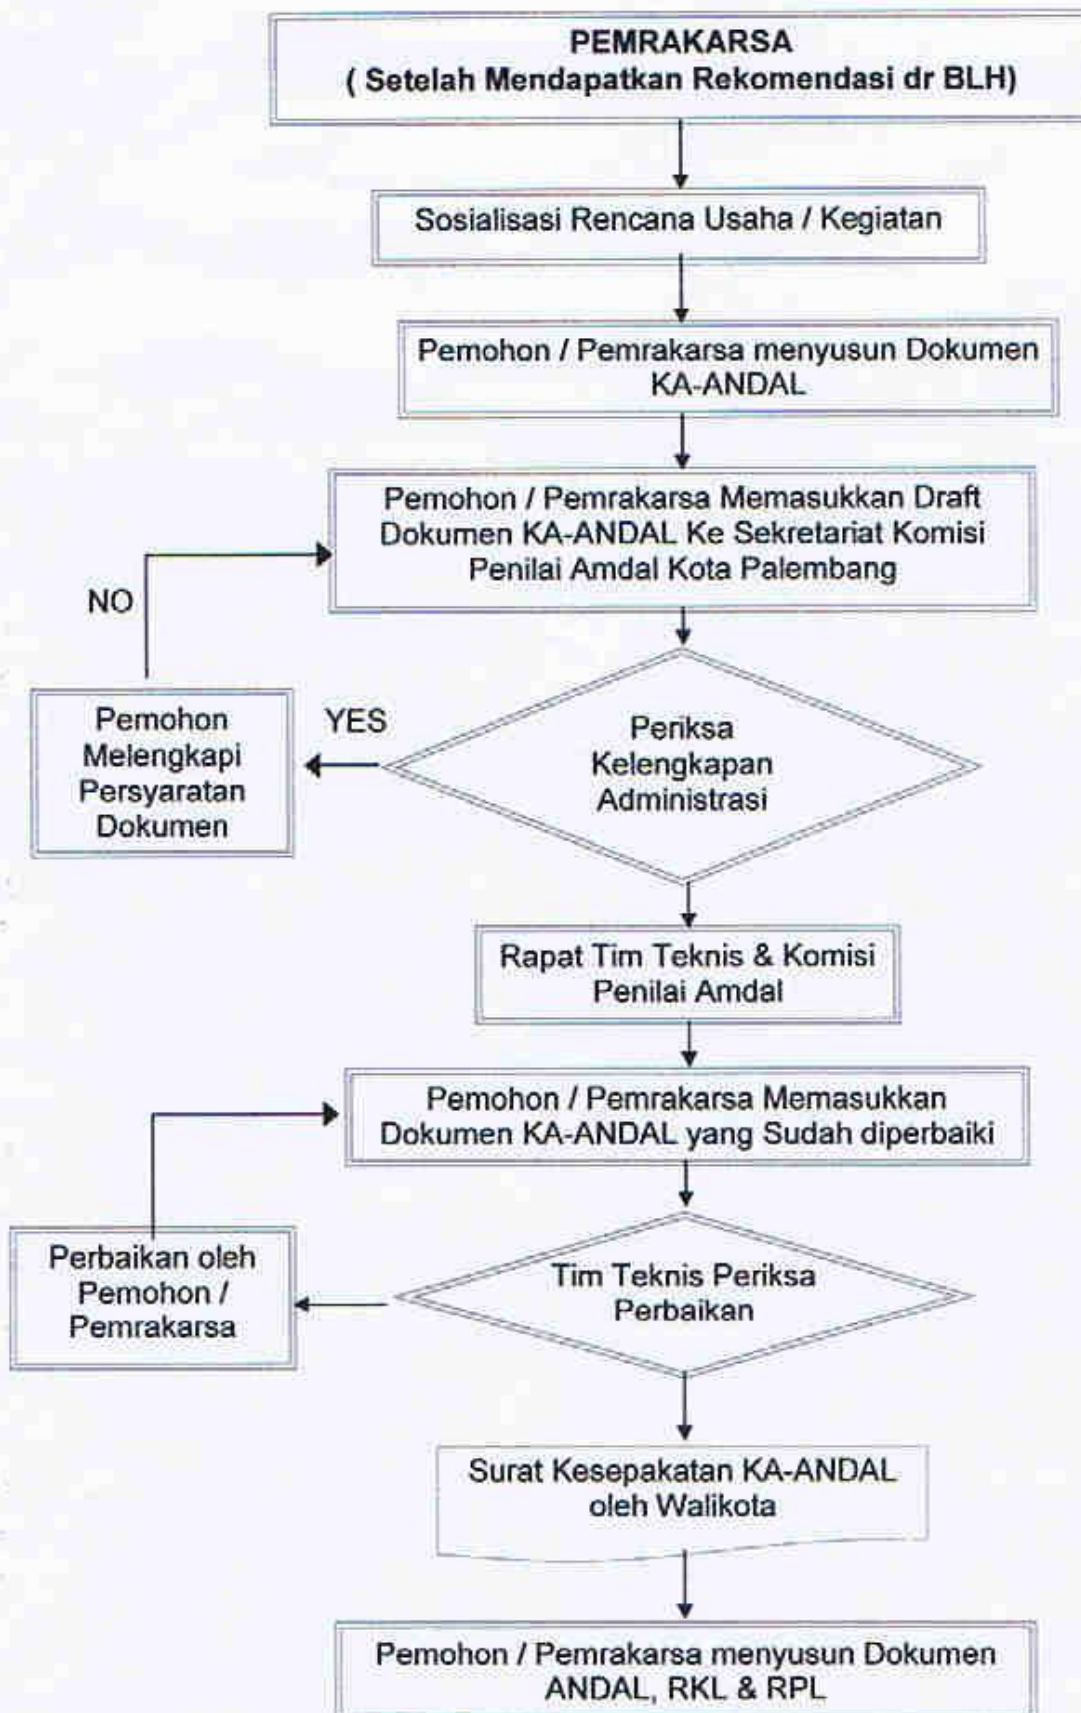 PEMRAKARSA
( Setelah Mendapatkan Rekomendasi dr BLH)
Sosialisasi Rencana Usaha / Kegiatan
Pemohon / Pemrakarsa menyusun Dokumen
KA-ANDAL
Pemohon / Pemrakarsa Memasukkan Draft
Dokumen KA-ANDAL Ke Sekretariat Komisi
Penilai Amdal Kota Palembang
NO
Pemohon
Melengkapi
Persyaratan
Dokumen
YES
Periksa
Kelengkapan
Administrasi
Rapat Tim Teknis & Komisi
Penilai Amdal
Pemohon / Pemrakarsa Memasukkan
Dokumen KA-ANDAL yang Sudah diperbaiki
Perbaikan oleh
Pemohon /
Pemrakarsa
Tim Teknis Periksa
Perbaikan
Surat Kesepakatan KA-ANDAL
oleh Walikota
Pemohon / Pemrakarsa menyusun Dokumen
ANDAL, RKL & RPL